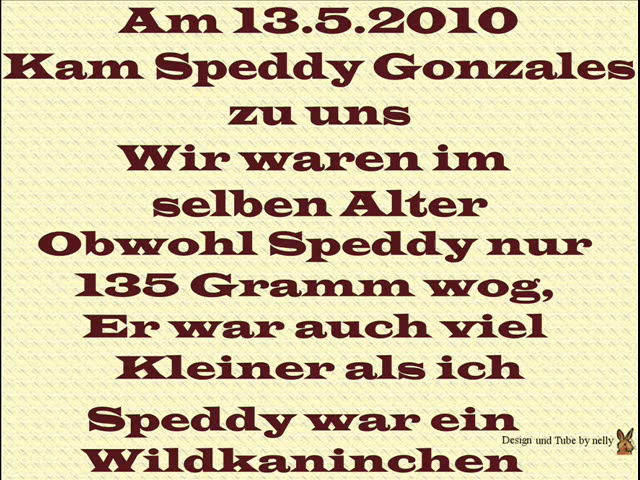 Am 13.5.2010
Kam Speddy Gonzales
zu uns
Wir waren im
selben Alter
Obwohl Speddy nur
135 Gramm wog,
Er war auch viel
Kleiner als ich
Speddy war ein
Wildkaninchen
Design und Tube by nelly